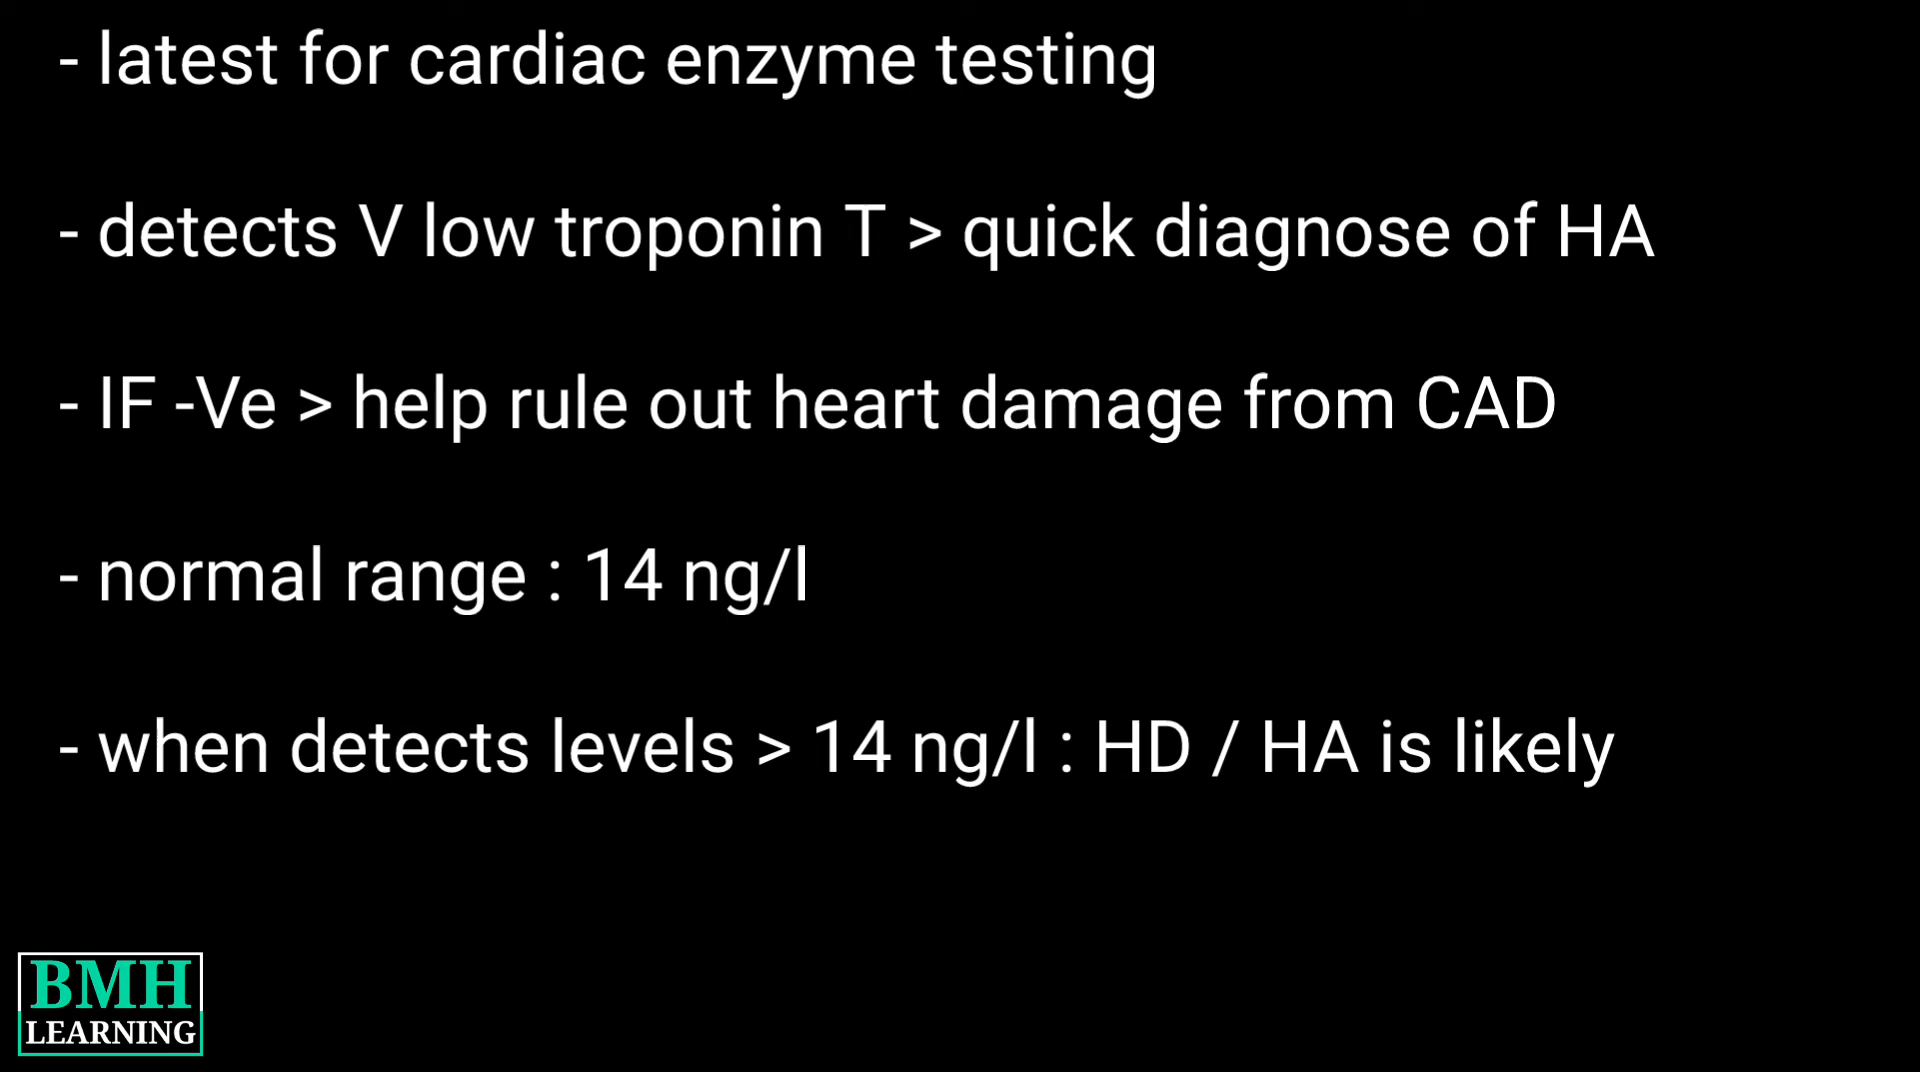 - latest for cardiac enzyme testing
- detects V low troponin T > quick diagnose of HA
- IF -Ve > help rule out heart damage from CAD
- normal range : 14 ng/l
- when detects levels > 14 ng/l : HD / HA is likely
BMH
LEARNING